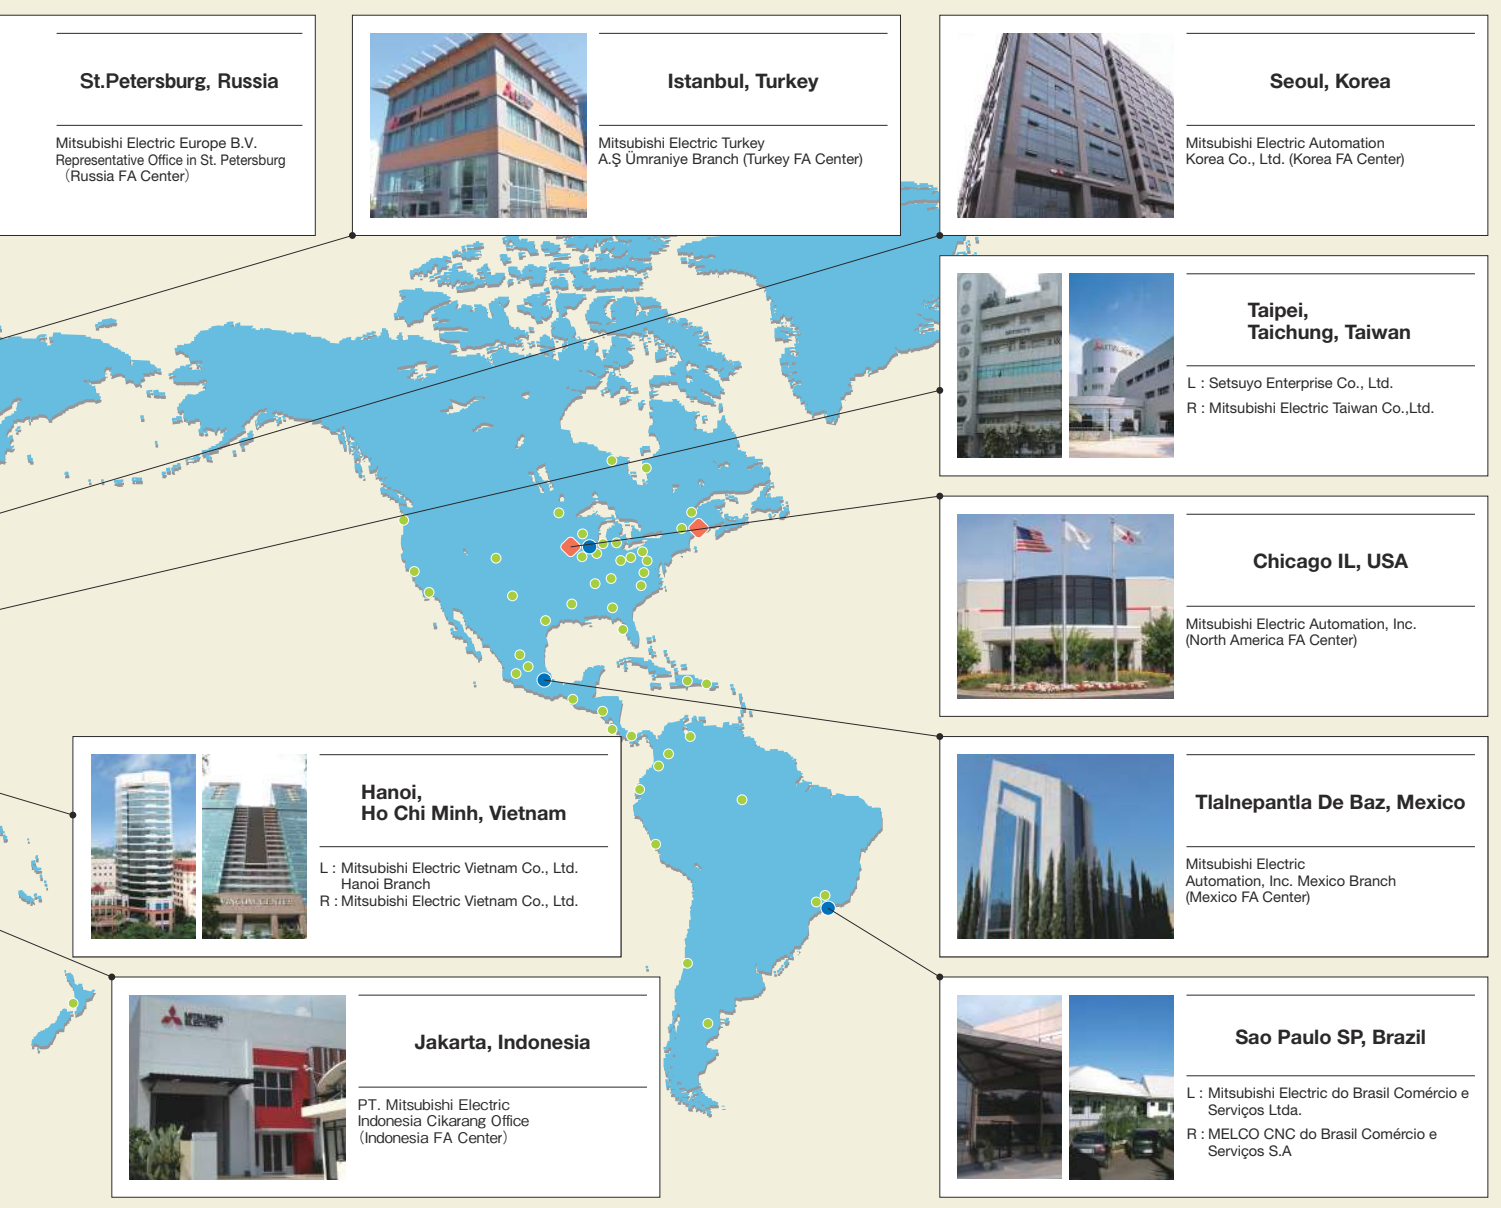 St.Petersburg, Russia
Mitsubishi Electric Europe B.V.
Representative Office in St. Petersburg
（Russia FA Center）
Istanbul, Turkey
Mitsubishi Electric Turkey
A.Ş Ümraniye Branch (Turkey FA Center)
Seoul, Korea
Mitsubishi Electric Automation
Korea Co., Ltd. (Korea FA Center)
Taipei,
Taichung, Taiwan
L : Setsuyo Enterprise Co., Ltd.
R : Mitsubishi Electric Taiwan Co.,Ltd.
Chicago IL, USA
Mitsubishi Electric Automation, Inc.
(North America FA Center)
Hanoi,
Ho Chi Minh, Vietnam
L : Mitsubishi Electric Vietnam Co., Ltd.
Hanoi Branch
R : Mitsubishi Electric Vietnam Co., Ltd.
VINCOM CENTER
Tlalnepantla De Baz, Mexico
Mitsubishi Electric
Automation, Inc. Mexico Branch
(Mexico FA Center)
MITSUBISHI
ELECTRIC
Jakarta, Indonesia
PT. Mitsubishi Electric
Indonesia Cikarang Office
（Indonesia FA Center）
Sao Paulo SP, Brazil
L : Mitsubishi Electric do Brasil Comércio e
Serviços Ltda.
R : MELCO CNC do Brasil Comércio e
Serviços S.A